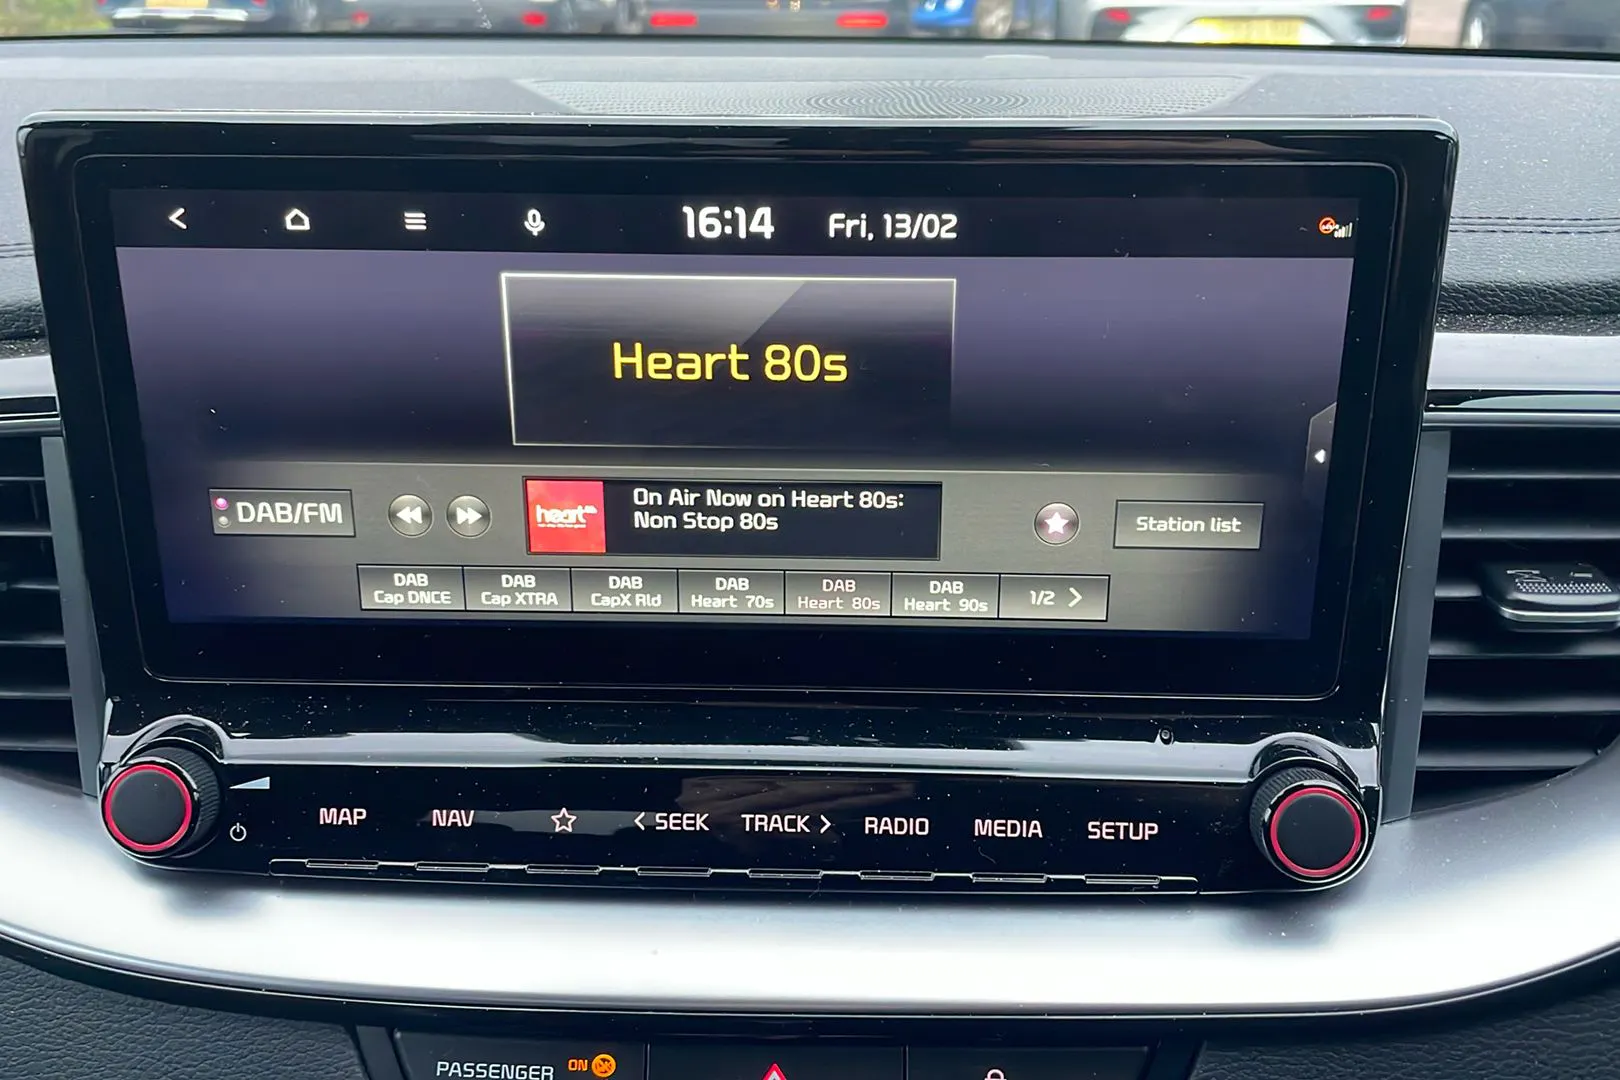 16:14 Fri, 13/02
Heart 80s
DAB/FM
heart
On Air Now on Heart 80s:
Non Stop 80s
Station list
DAB
Cap DNCE
DAB
Cap XTRA
DAB
CapX Rld
DAB
Heart 70s
DAB
Heart 80s
DAB
Heart 90s
1/2
MAP
NAV
SEEK
TRACK
RADIO
MEDIA
SETUP
PASSENGER
ON